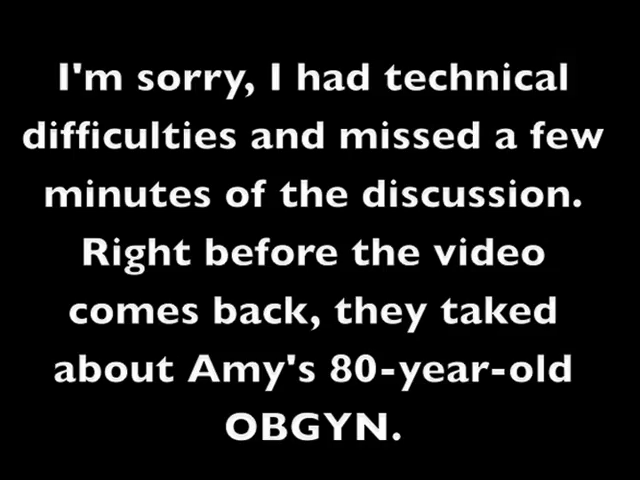 I'm sorry, I had technical
difficulties and missed a few
minutes of the discussion.
Right before the video
comes back, they taked
about Amy's 80-year-old
OBGYN.